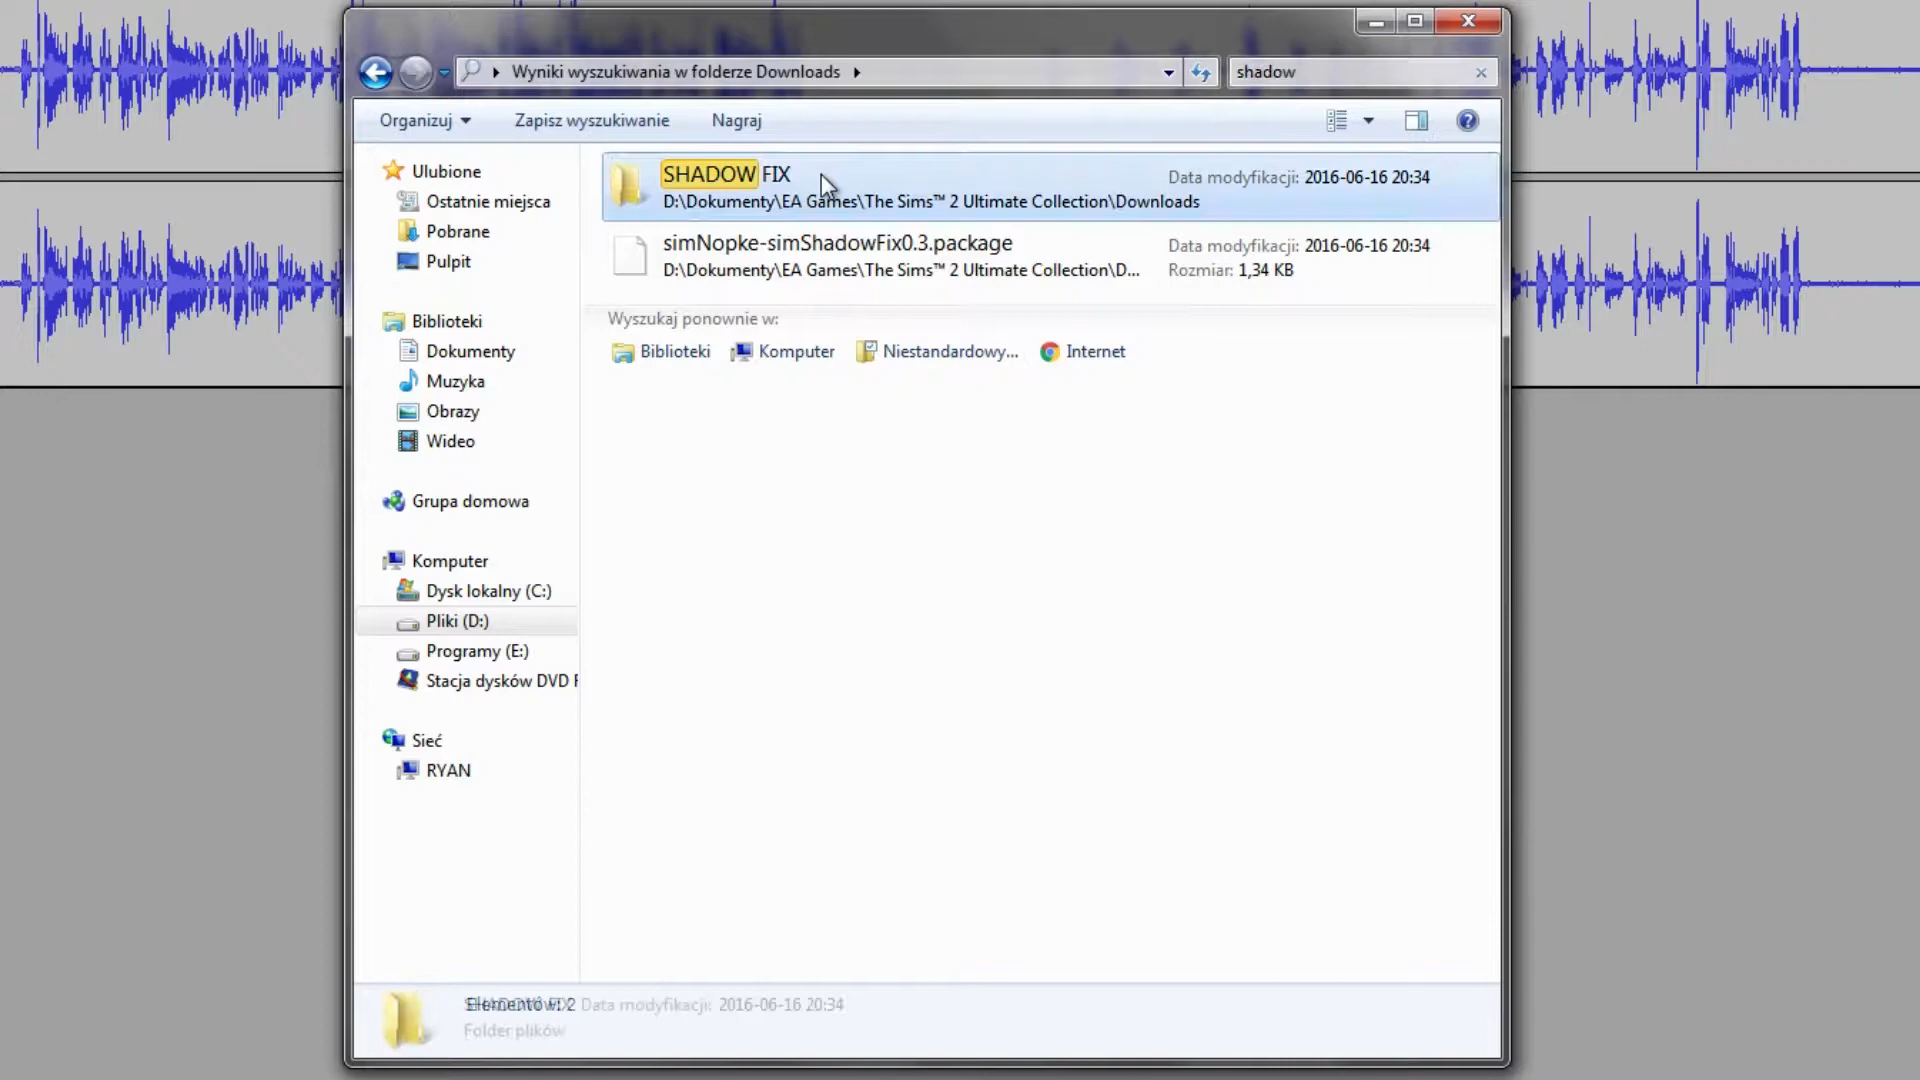 Wyniki wyszukiwania w folderze Downloads
shadow
Organizuj
Zapisz wyszukiwanie
Nagraj
Ulubione
Ostatnie miejsca
Pobrane
Pulpit
Biblioteki
Dokumenty
Muzyka
Obrazy
Wideo
Grupa domowa
Komputer
Dysk lokalny (C:)
Pliki (D:)
Programy (E:)
Stacja dysków DVD
Sieć
RYAN
SHADOW FIX
Data modyfikacji: 2016-06-16 20:34
D:\Dokumenty\EA Games\The Sims™ 2 Ultimate Collection\Downloads
simNopke-simShadowFix0.3.package
Data modyfikacji: 2016-06-16 20:34
D:\Dokumenty\EA Games\The Sims™ 2 Ultimate Collection\D...
Rozmiar: 1,34 KB
Wyszukaj ponownie w:
Biblioteki
Komputer
Niestandardowy...
Internet
Data modyfikacji: 2016-06-16 20:34
Folder plików